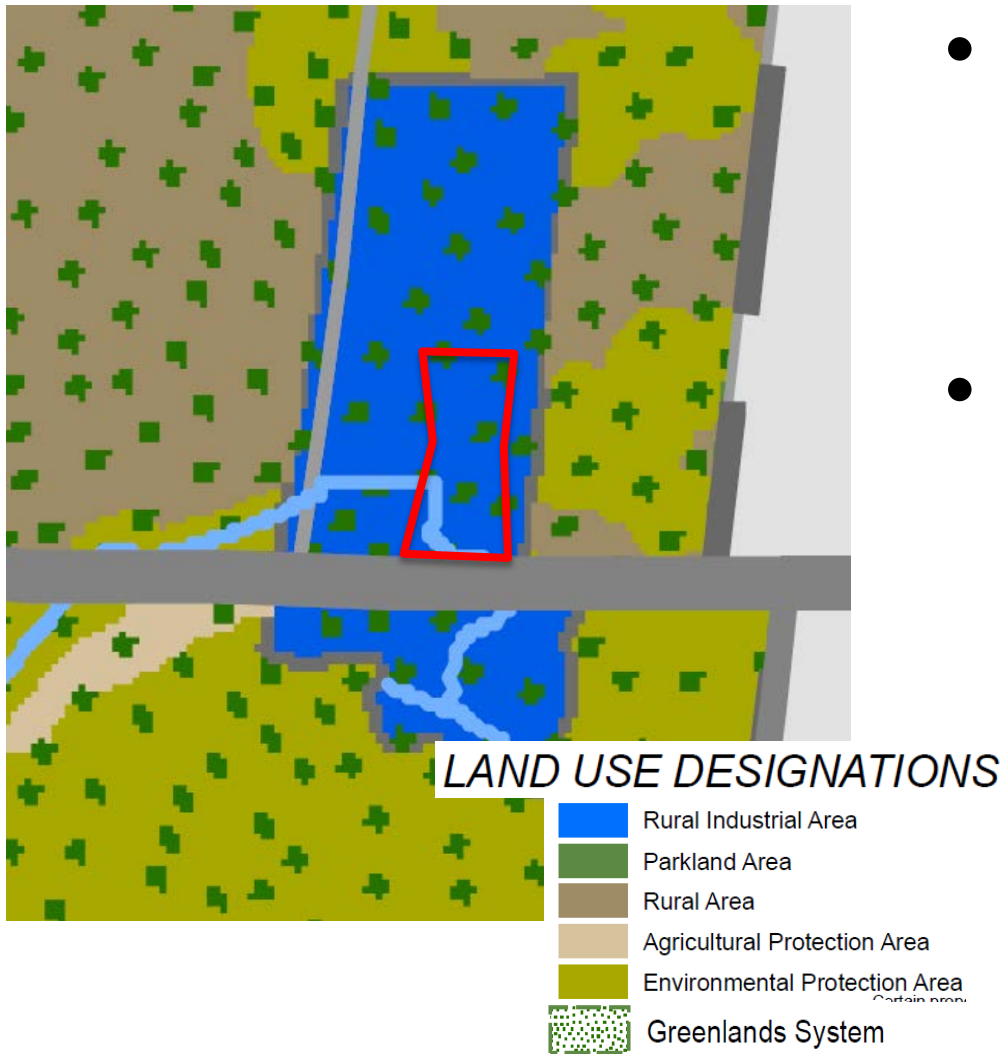 LAND USE DESIGNATIONS
Rural Industrial Area
Parkland Area
Rural Area
Agricultural Protection Area
Environmental Protection Area
Greenlands System